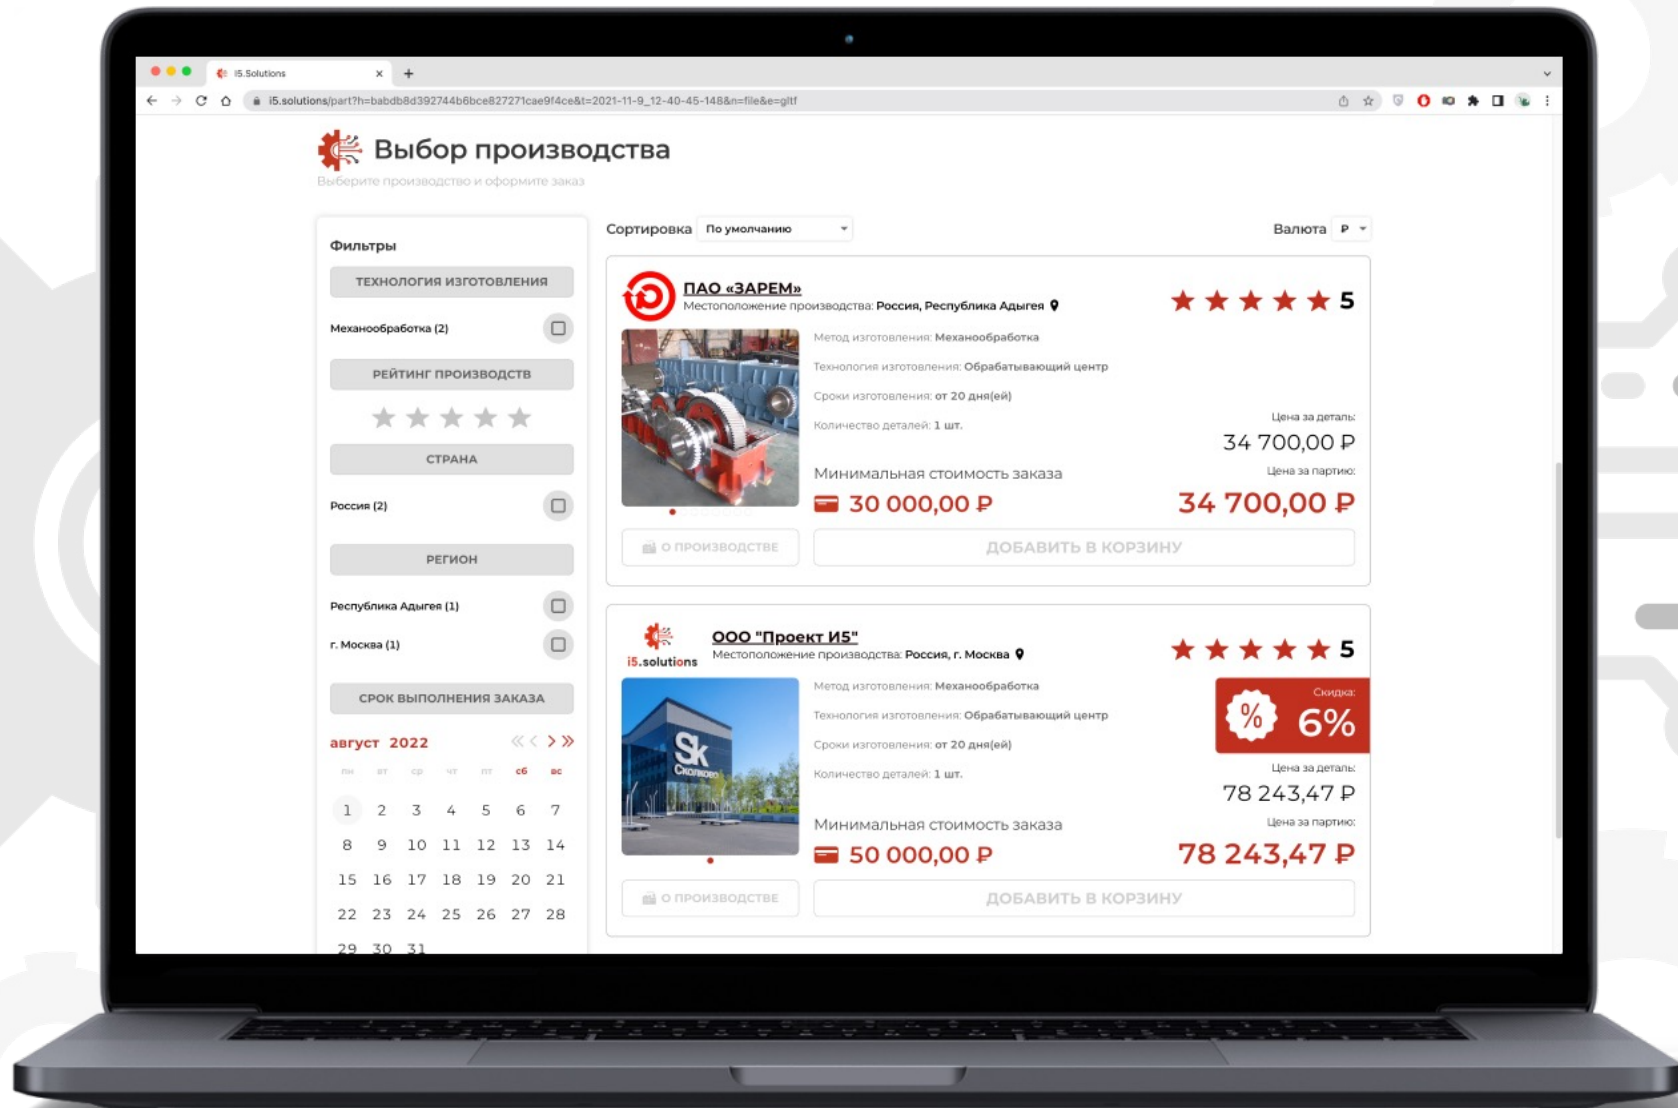 i5.Solutions
i5.solutions/part?h=babdb8d392744b6bce827271cae9f4ce&t=2021-11-9_12-40-45-148&n=file&e=gltf
Выбор производства
Выберите производство и оформите заказ
Фильтры
ТЕХНОЛОГИЯ ИЗГОТОВЛЕНИЯ
Механообработка (2)
РЕЙТИНГ ПРОИЗВОДСТВ
СТРАНА
Россия (2)
РЕГИОН
Республика Адыгея (1)
г. Москва (1)
СРОК ВЫПОЛНЕНИЯ ЗАКАЗА
август 2022
пн вт ср чт пт сб вс
1 2 3 4 5 6 7
8 9 10 11 12 13 14
15 16 17 18 19 20 21
22 23 24 25 26 27 28
29 30 31
Сортировка По умолчанию
Валюта ₽
ПАО «ЗАРЕМ»
Местоположение производства: Россия, Республика Адыгея
5
Метод изготовления: Механообработка
Технология изготовления: Обрабатывающий центр
Сроки изготовления: от 20 дня(ей)
Количество деталей: 1 шт.
Цена за деталь:
34 700,00 ₽
Минимальная стоимость заказа
30 000,00 ₽
Цена за партию:
34 700,00 ₽
О ПРОИЗВОДСТВЕ
ДОБАВИТЬ В КОРЗИНУ
i5.solutions
ООО "Проект И5"
Местоположение производства: Россия, г. Москва
5
Sk
Сколково
Метод изготовления: Механообработка
Технология изготовления: Обрабатывающий центр
Сроки изготовления: от 20 дня(ей)
Количество деталей: 1 шт.
Скидка:
% 6%
Цена за деталь:
78 243,47 ₽
Минимальная стоимость заказа
50 000,00 ₽
Цена за партию:
78 243,47 ₽
О ПРОИЗВОДСТВЕ
ДОБАВИТЬ В КОРЗИНУ